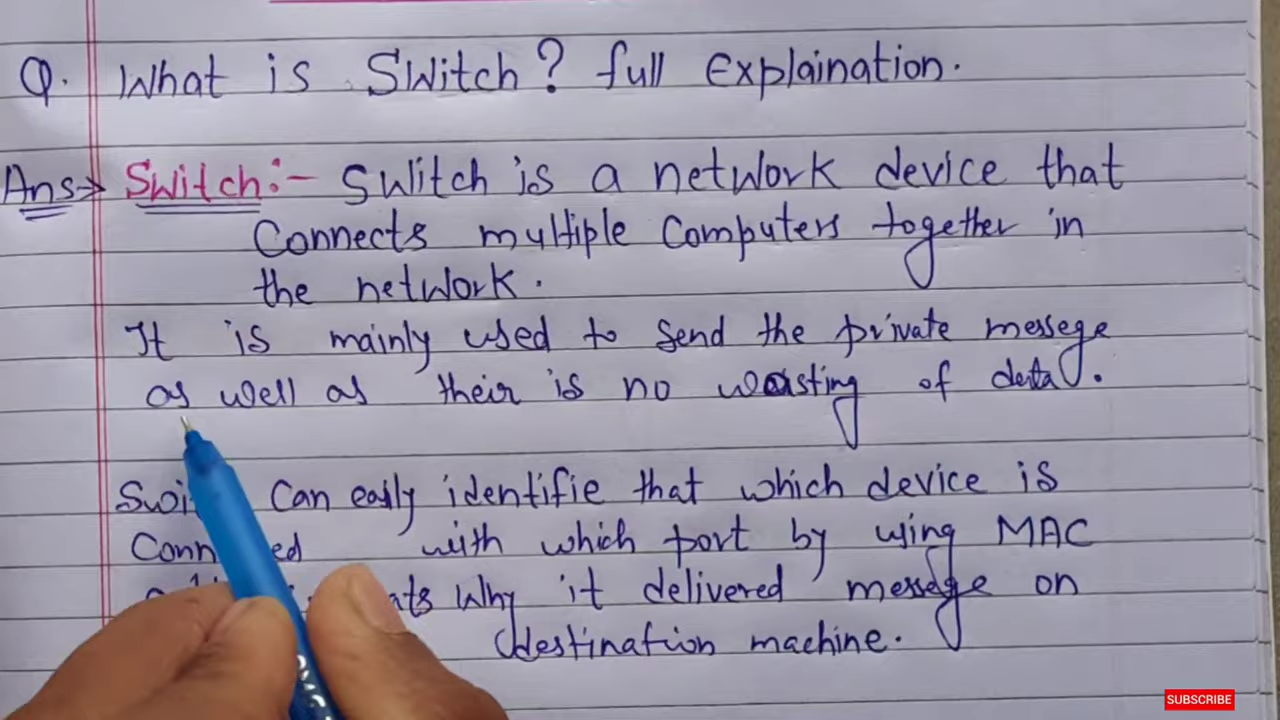 Q. What is Switch? full Explaination.
Ans→ Switch:- Switch is a network device that
Connects multiple Computers together in
the network.
It is mainly used to send the private messege
as well as their is no wasting of data.
Can easily identifie that which device is
with which port by using MAC
Why it delivered messege on
destination machine.
SUBSCRIBE